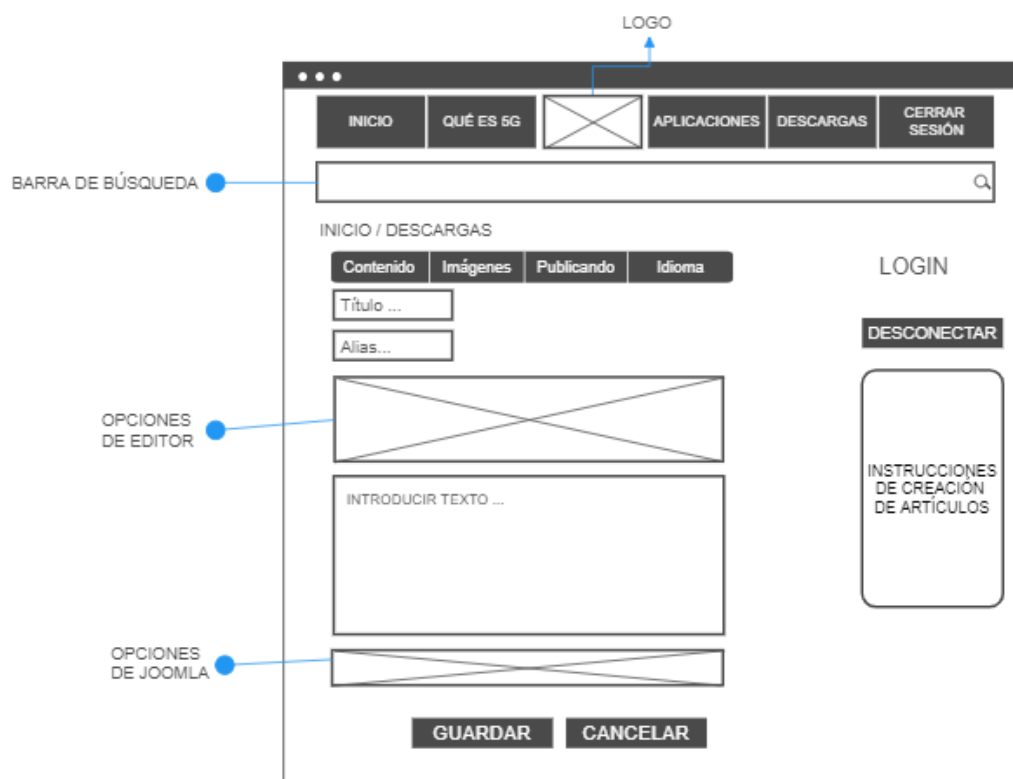 LOGO
INICIO
QUÉ ES 5G
APLICACIONES
DESCARGAS
CERRAR
SESIÓN
BARRA DE BÚSQUEDA
INICIO / DESCARGAS
Contenido
Imágenes
Publicando
Idioma
LOGIN
Título ...
Alias...
DESCONECTAR
OPCIONES
DE EDITOR
INSTRUCCIONES
DE CREACIÓN
DE ARTÍCULOS
INTRODUCIR TEXTO ...
OPCIONES
DE JOOMLA
GUARDAR
CANCELAR